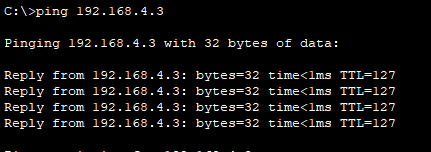 C:\>ping 192.168.4.3
Pinging 192.168.4.3 with 32 bytes of data:
Reply from 192.168.4.3: bytes=32 time<1ms TTL=127
Reply from 192.168.4.3: bytes=32 time<1ms TTL=127
Reply from 192.168.4.3: bytes=32 time<1ms TTL=127
Reply from 192.168.4.3: bytes=32 time<1ms TTL=127